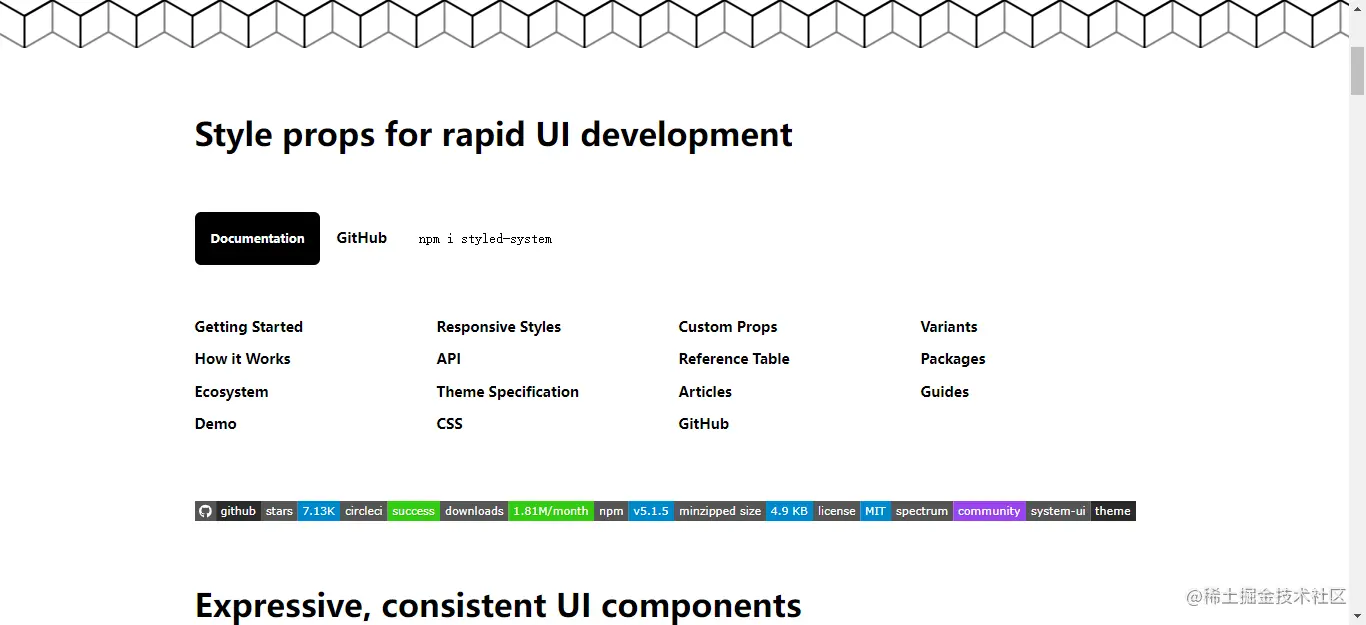 Style props for rapid UI development
Documentation GitHub npm i styled-system
Getting Started Responsive Styles Custom Props Variants
How it Works API Reference Table Packages
Ecosystem Theme Specification Articles Guides
Demo CSS GitHub
github stars 7.13K circleci success downloads 1.81M/month npm v5.1.5 minzipped size 4.9 KB license MIT spectrum community system-ui theme
Expressive, consistent UI components
@稀土掘金技术社区